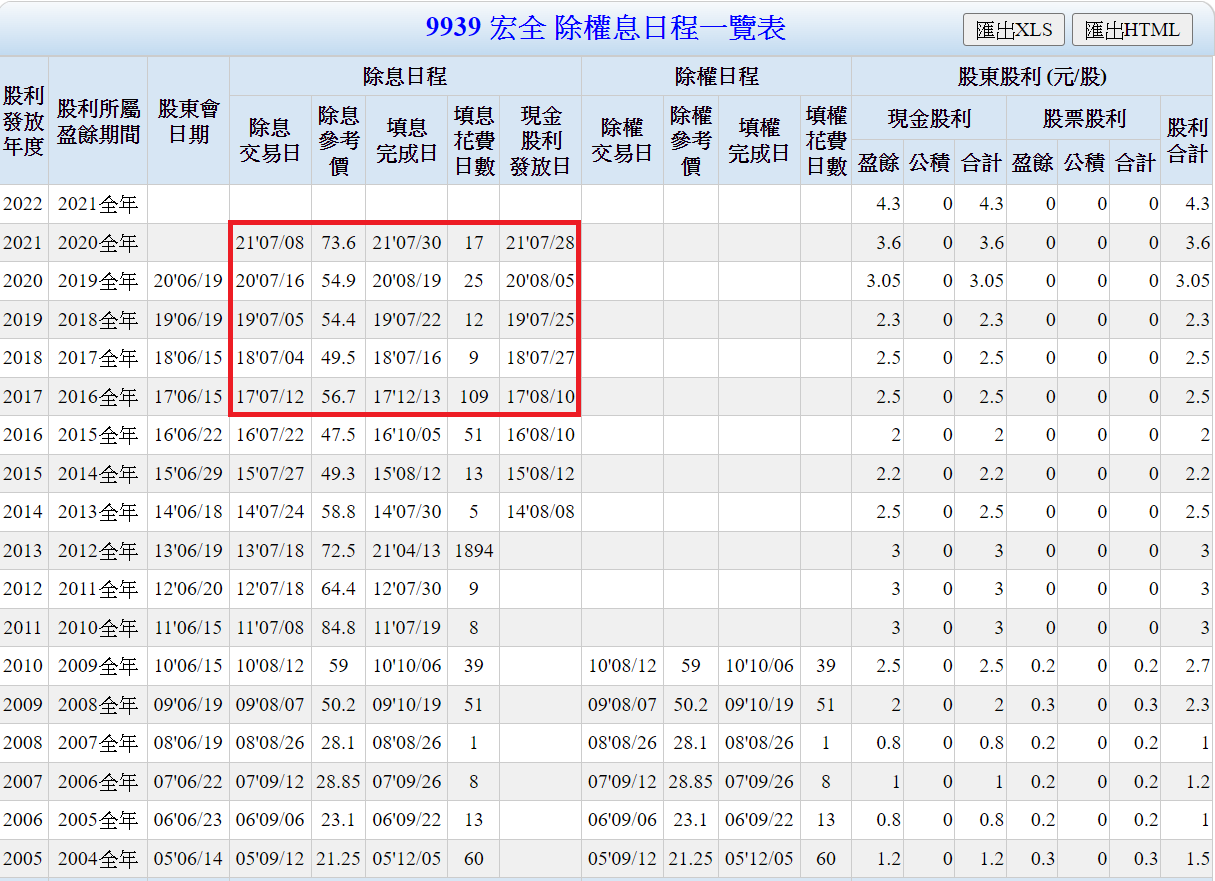 9939 宏全 除權息日程一覽表
匯出XLS 匯出HTML
股利發放年度 股利所屬盈餘期間 股東會日期 除息日程 除權日程 股東股利 (元/股)
除息交易日 除息參考價 填息完成日 填息花費日數 現金股利發放日 除權交易日 除權參考價 填權完成日 填權花費日數 現金股利 股票股利 股利合計
盈餘 公積 合計 盈餘 公積 合計
2022 2021全年 4.3 0 4.3 0 0 0 4.3
2021 2020全年 21'07/08 73.6 21'07/30 17 21'07/28 3.6 0 3.6 0 0 0 3.6
2020 2019全年 20'06/19 20'07/16 54.9 20'08/19 25 20'08/05 3.05 0 3.05 0 0 0 3.05
2019 2018全年 19'06/19 19'07/05 54.4 19'07/22 12 19'07/25 2.3 0 2.3 0 0 0 2.3
2018 2017全年 18'06/15 18'07/04 49.5 18'07/16 9 18'07/27 2.5 0 2.5 0 0 0 2.5
2017 2016全年 17'06/15 17'07/12 56.7 17'12/13 109 17'08/10 2.5 0 2.5 0 0 0 2.5
2016 2015全年 16'06/22 16'07/22 47.5 16'10/05 51 16'08/10 2 0 2 0 0 0 2
2015 2014全年 15'06/29 15'07/27 49.3 15'08/12 13 15'08/12 2.2 0 2.2 0 0 0 2.2
2014 2013全年 14'06/18 14'07/24 58.8 14'07/30 5 14'08/08 2.5 0 2.5 0 0 0 2.5
2013 2012全年 13'06/19 13'07/18 72.5 21'04/13 1894 3 0 3 0 0 0 3
2012 2011全年 12'06/20 12'07/18 64.4 12'07/30 9 3 0 3 0 0 0 3
2011 2010全年 11'06/15 11'07/08 84.8 11'07/19 8 3 0 3 0 0 0 3
2010 2009全年 10'06/15 10'08/12 59 10'10/06 39 10'08/12 59 10'10/06 39 2.5 0 2.5 0.2 0 0.2 2.7
2009 2008全年 09'06/19 09'08/07 50.2 09'10/19 51 09'08/07 50.2 09'10/19 51 2 0 2 0.3 0 0.3 2.3
2008 2007全年 08'06/19 08'08/26 28.1 08'08/26 1 08'08/26 28.1 08'08/26 1 0.8 0 0.8 0.2 0 0.2 1
2007 2006全年 07'06/22 07'09/12 28.85 07'09/26 8 07'09/12 28.85 07'09/26 8 1 0 1 0.2 0 0.2 1.2
2006 2005全年 06'06/23 06'09/06 23.1 06'09/22 13 06'09/06 23.1 06'09/22 13 0.8 0 0.8 0.2 0 0.2 1
2005 2004全年 05'06/14 05'09/12 21.25 05'12/05 60 05'09/12 21.25 05'12/05 60 1.2 0 1.2 0.3 0 0.3 1.5